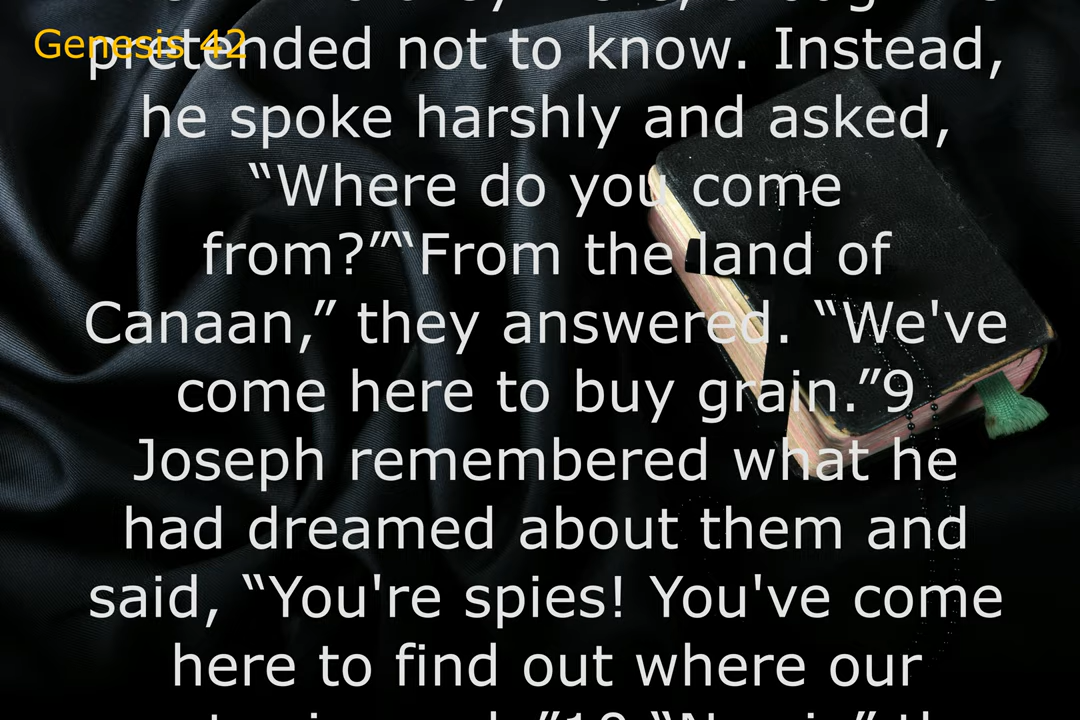 Genesis 42
pretended not to know. Instead,
he spoke harshly and asked,
“Where do you come
from?”“From the land of
Canaan,” they answered. “We've
come here to buy grain.”9
Joseph remembered what he
had dreamed about them and
said, “You're spies! You've come
here to find out where our